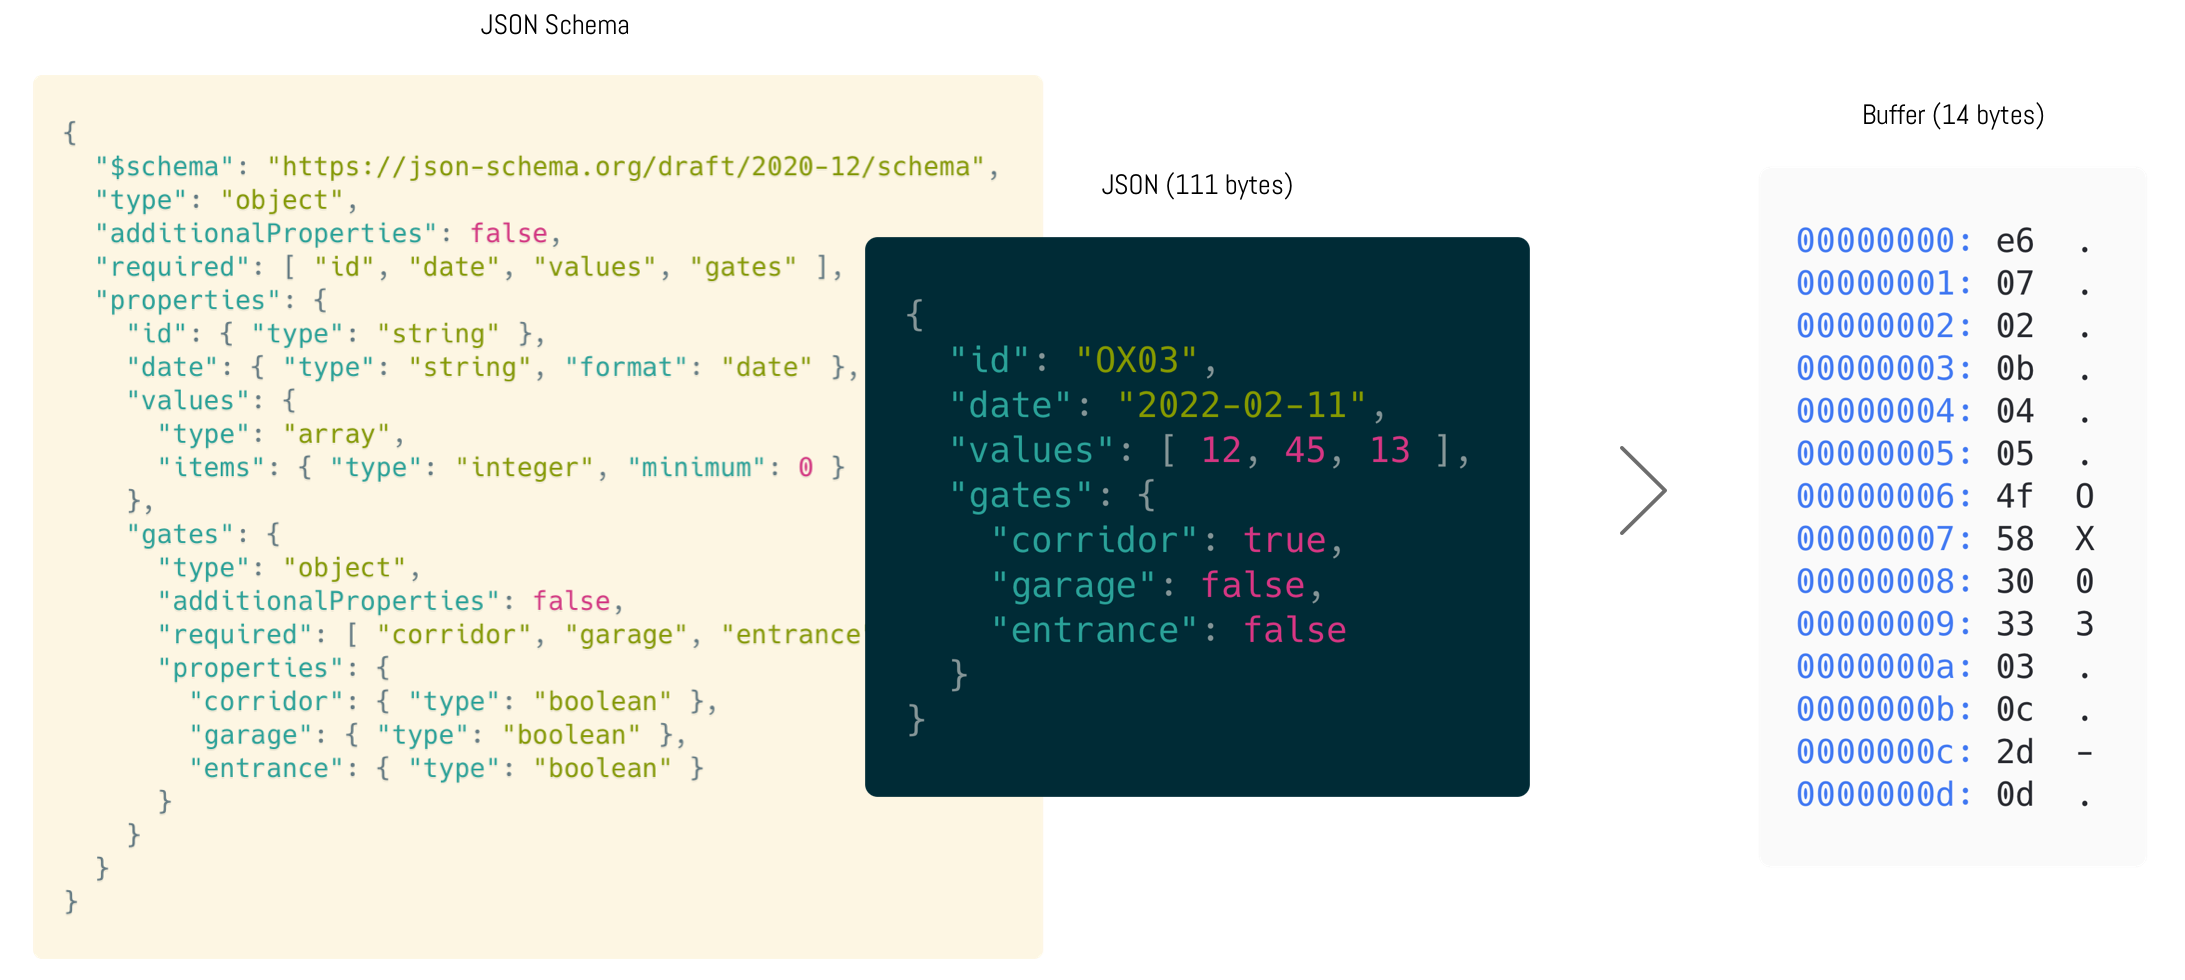 JSON Schema
{
  "$schema": "https://json-schema.org/draft/2020-12/schema",
  "type": "object",
  "additionalProperties": false,
  "required": [ "id", "date", "values", "gates" ],
  "properties": {
    "id": { "type": "string" },
    "date": { "type": "string", "format": "date" },
    "values": {
      "type": "array",
      "items": { "type": "integer", "minimum": 0 }
    },
    "gates": {
      "type": "object",
      "additionalProperties": false,
      "required": [ "corridor", "garage", "entrance
      "properties": {
        "corridor": { "type": "boolean" },
        "garage": { "type": "boolean" },
        "entrance": { "type": "boolean" }
      }
    }
  }
}
JSON (111 bytes)
{
  "id": "OX03",
  "date": "2022-02-11",
  "values": [ 12, 45, 13 ],
  "gates": {
    "corridor": true,
    "garage": false,
    "entrance": false
  }
}
Buffer (14 bytes)
00000000: e6 .
00000001: 07 .
00000002: 02 .
00000003: 0b .
00000004: 04 .
00000005: 05 .
00000006: 4f O
00000007: 58 X
00000008: 30 0
00000009: 33 3
0000000a: 03 .
0000000b: 0c .
0000000c: 2d -
0000000d: 0d .